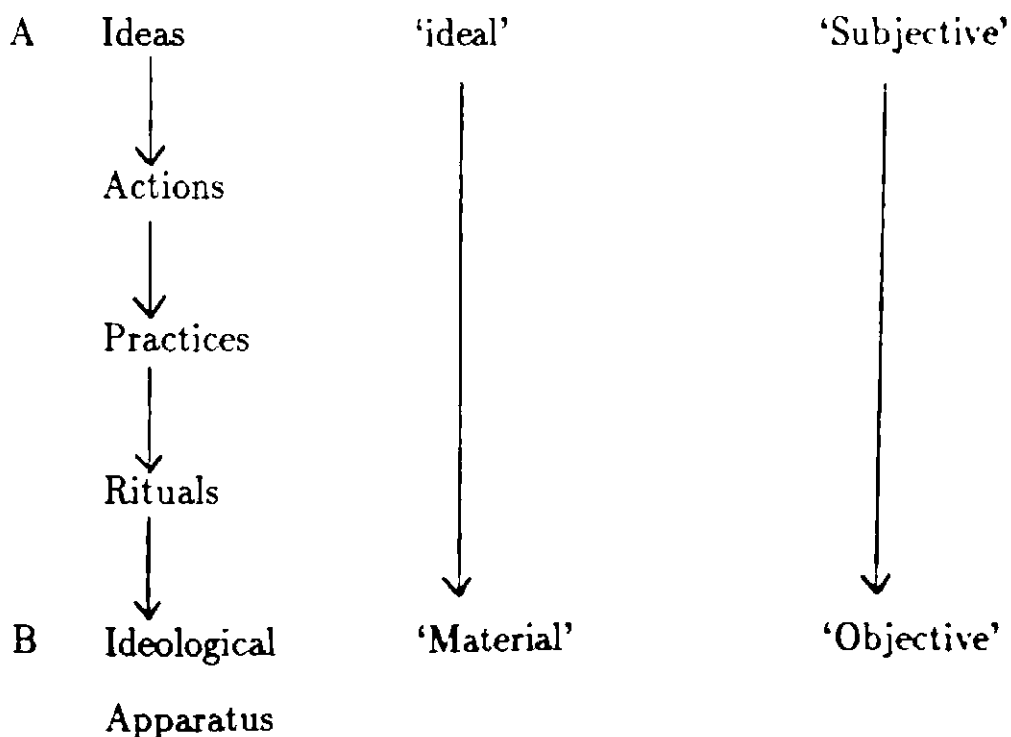 A Ideas ‘ideal’ ‘Subjective’
Actions
Practices
Rituals
B Ideological ‘Material’ ‘Objective’
Apparatus